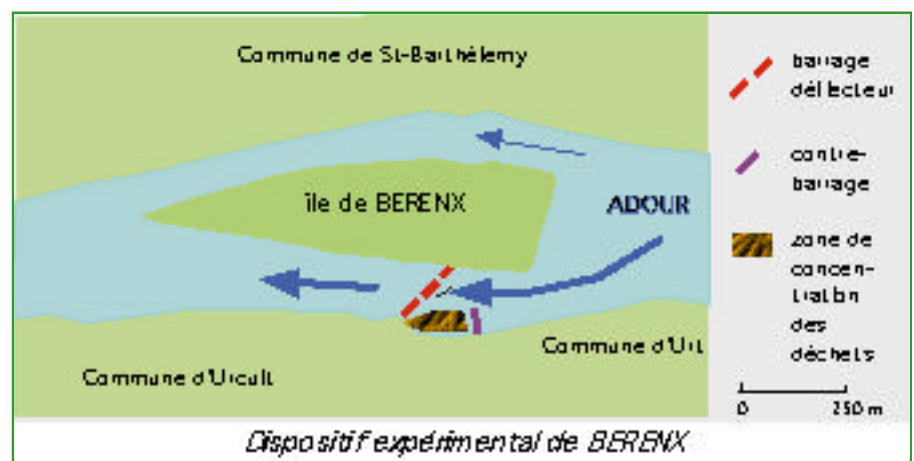 Commune de St-Barthélemy
île de BERENX
ADOUR
Commune d'Urt
Commune d'Urcuit
barrage
déflecteur
contre-
barrage
zone de
concen-
tration
des
déchets
0 250 m
Dispositif expérimental de BERENX